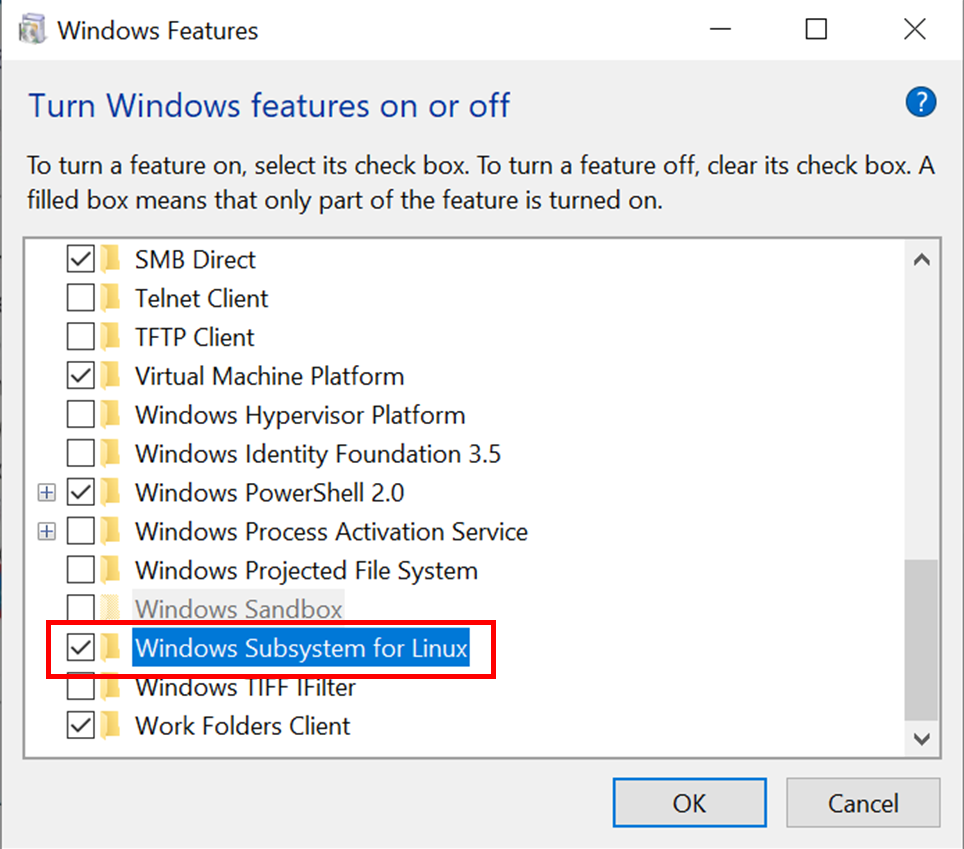 Windows Features
Turn Windows features on or off
?
To turn a feature on, select its check box. To turn a feature off, clear its check box. A
filled box means that only part of the feature is turned on.
SMB Direct
Telnet Client
TFTP Client
Virtual Machine Platform
Windows Hypervisor Platform
Windows Identity Foundation 3.5
Windows PowerShell 2.0
Windows Process Activation Service
Windows Projected File System
Windows Sandbox
Windows Subsystem for Linux
Windows TIFF IFilter
Work Folders Client
OK
Cancel